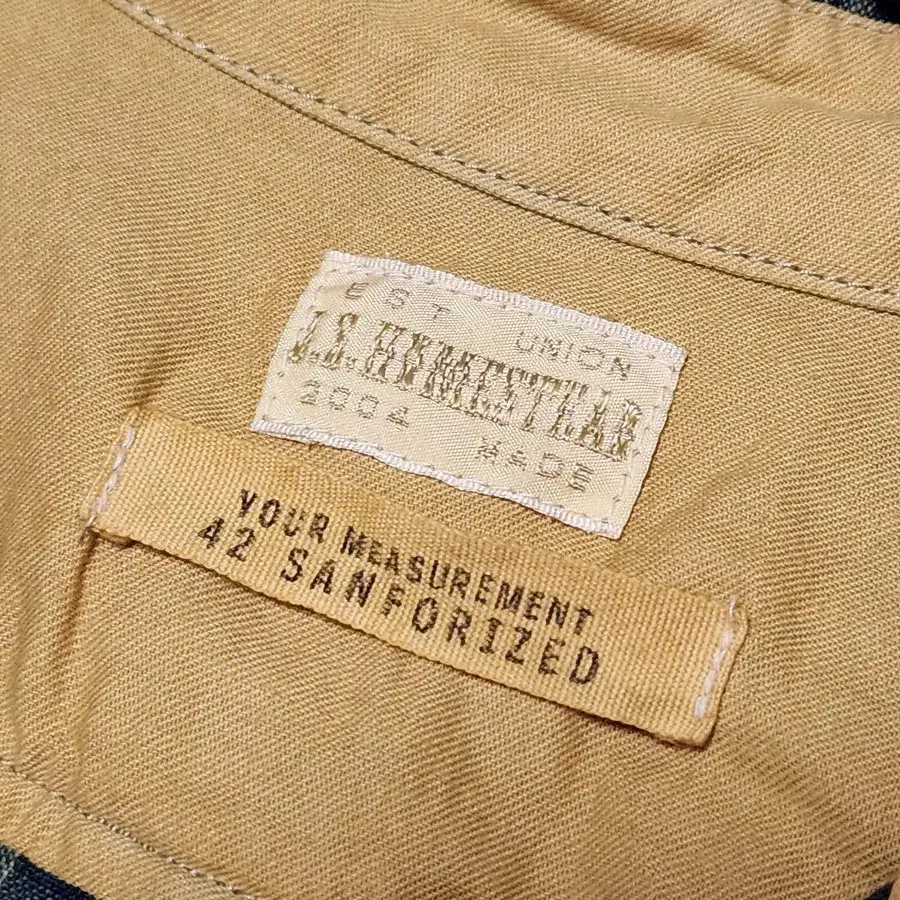 EST UNION
J.S.HOMESTEAD
2004 MADE
YOUR MEASUREMENT
42 SANFORIZED